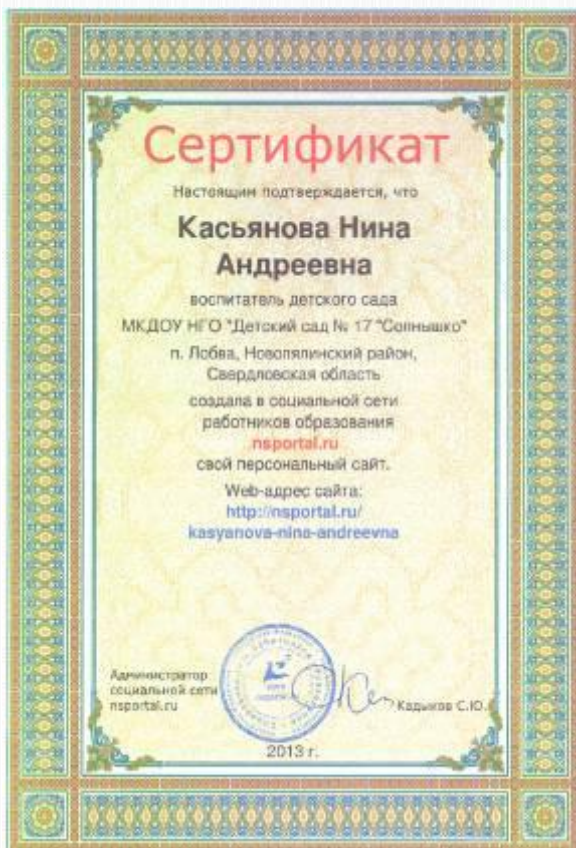 Сертификат
Настоящим подтверждается, что
Касьянова Нина
Андреевна
воспитатель детского сада
МКДОУ НГО "Детский сад № 17 "Солнышко"
п. Лобва, Новолялинский район,
Свердловская область
создала в социальной сети
работников образования
nsportal.ru
свой персональный сайт.
Web-адрес сайта:
http://nsportal.ru/
kasyanova-nina-andreevna
Администратор
социальной сети
nsportal.ru
Кадыков С.Ю.
2013 г.